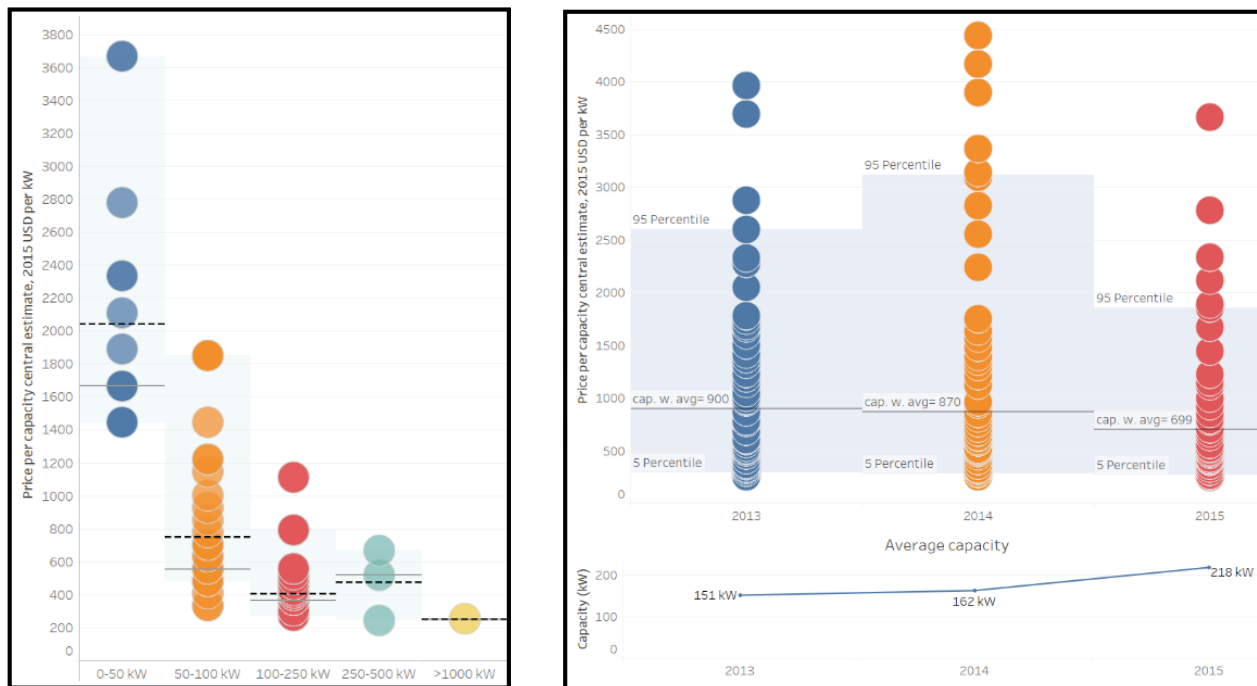 Price per capacity central estimate, 2015 USD per kW
3800
3600
3400
3200
3000
2800
2600
2400
2200
2000
1800
1600
1400
1200
1000
800
600
400
200
0
0-50 kW 50-100 kW 100-250 kW 250-500 kW >1000 kW
Price per capacity central estimate, 2015 USD per kW
4500
4000
3500
3000
2500
2000
1500
1000
500
0
95 Percentile
95 Percentile
95 Percentile
cap. w. avg= 900
cap. w. avg= 870
cap. w. avg= 699
5 Percentile
5 Percentile
5 Percentile
2013 2014 2015
Average capacity
Capacity (kW)
200
100
0
151 kW
162 kW
218 kW
2013 2014 2015